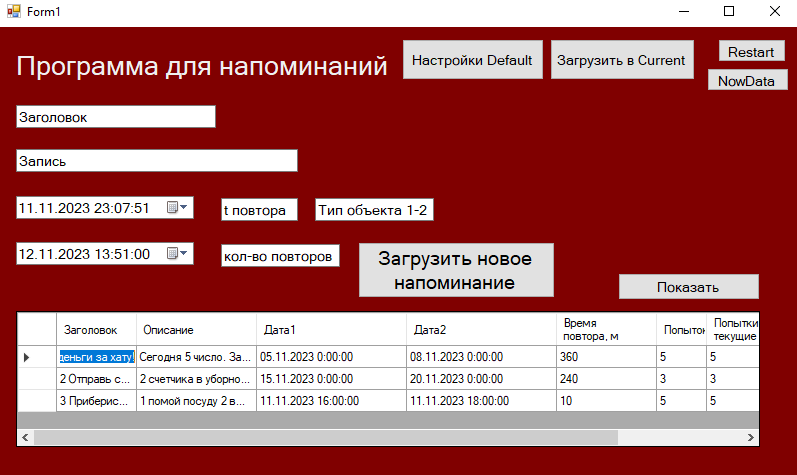 Form1
Программа для напоминаний
Настройки Default
Загрузить в Current
Restart
NowData
Заголовок
Запись
11.11.2023 23:07:51
t повтора
Тип объекта 1-2
12.11.2023 13:51:00
кол-во повторов
Загрузить новое
напоминание
Показать
Заголовок Описание Дата1 Дата2 Время повтора, м Попыток Попытки текущие
деньги за хату! Сегодня 5 число. За... 05.11.2023 0:00:00 08.11.2023 0:00:00 360 5 5
2 Отправь с... 2 счетчика в уборно... 15.11.2023 0:00:00 20.11.2023 0:00:00 240 3 3
3 Приберис... 1 помой посуду 2 в... 11.11.2023 16:00:00 11.11.2023 18:00:00 10 5 5